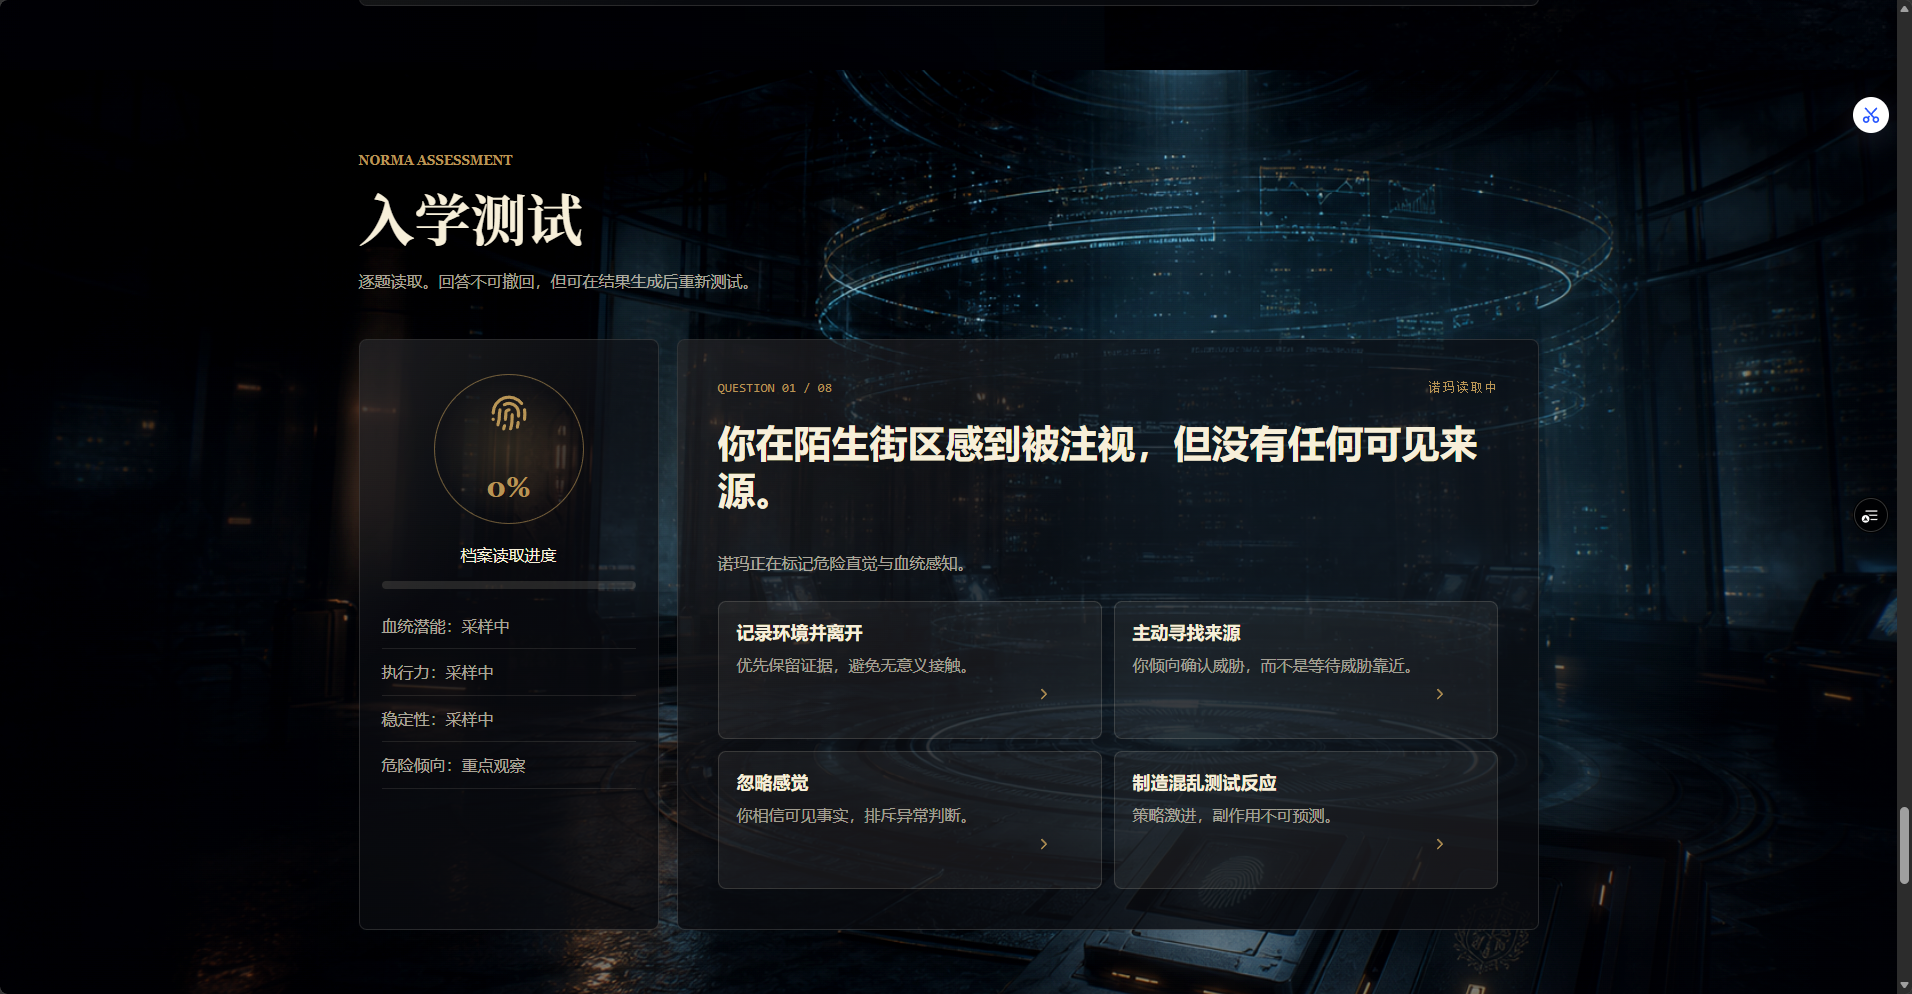 NORMA ASSESSMENT
入学测试
逐题读取。回答不可撤回，但可在结果生成后重新测试。
0%
档案读取进度
血统潜能：采样中
执行力：采样中
稳定性：采样中
危险倾向：重点观察
QUESTION 01 / 08
诺玛读取中
你在陌生街区感到被注视，但没有任何可见来
源。
诺玛正在标记危险直觉与血统感知。
记录环境并离开
优先保留证据，避免无意义接触。
主动寻找来源
你倾向确认威胁，而不是等待威胁靠近。
忽略感觉
你相信可见事实，排斥异常判断。
制造混乱测试反应
策略激进，副作用不可预测。